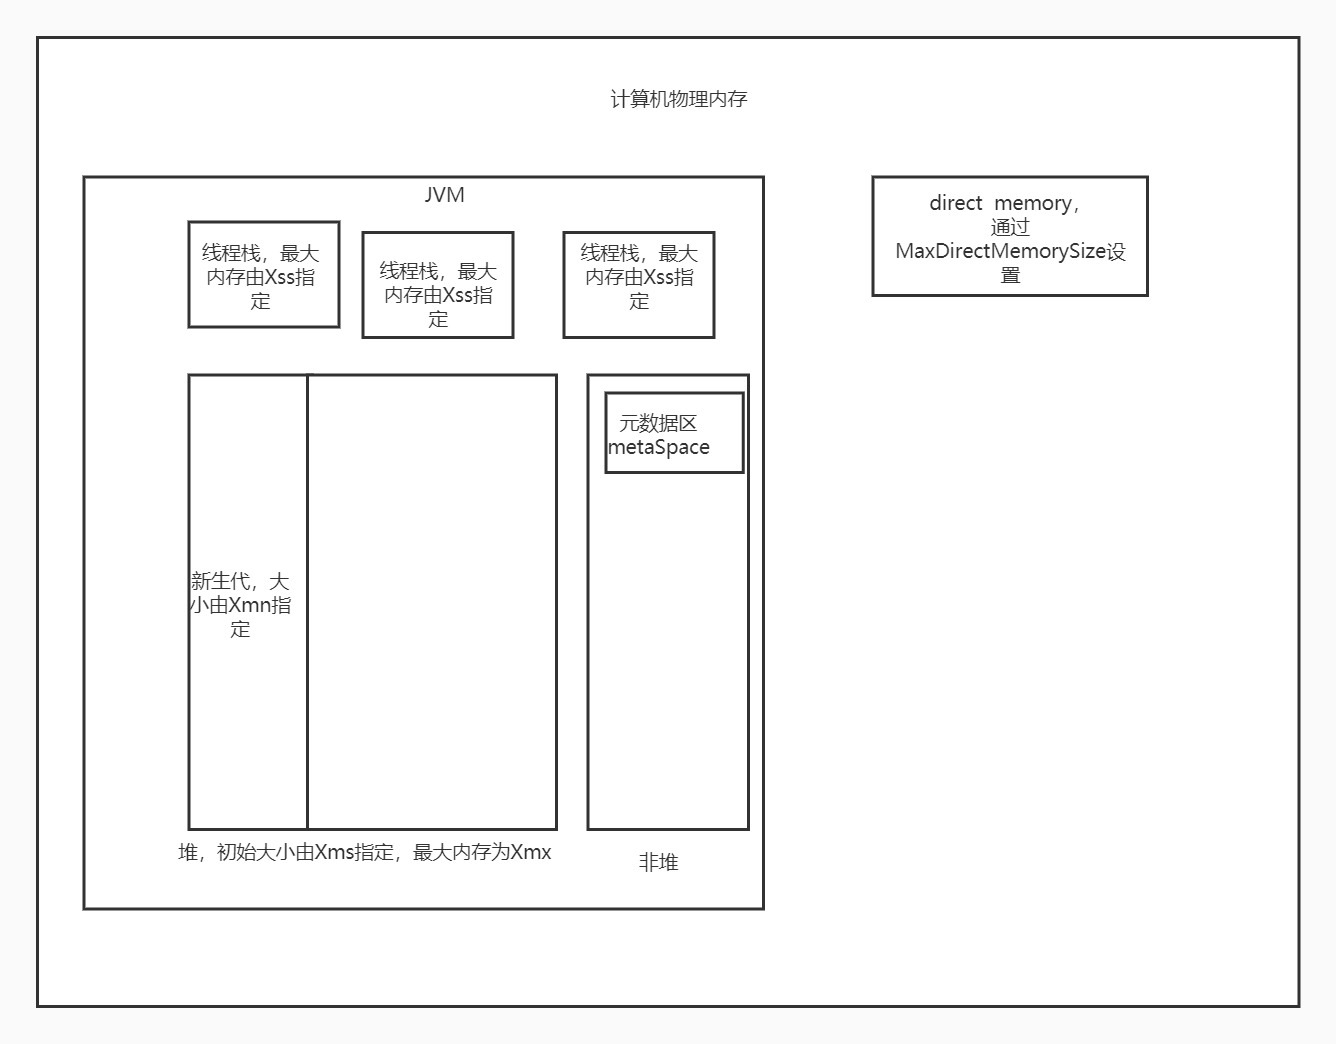 计算机物理内存
JVM
线程栈，最大
内存由Xss指
定
线程栈，最大
内存由Xss指
定
线程栈，最大
内存由Xss指
定
direct  memory，
通过
MaxDirectMemorySize设
置
元数据区
metaSpace
新生代，大
小由Xmn指
定
堆，初始大小由Xms指定，最大内存为Xmx
非堆